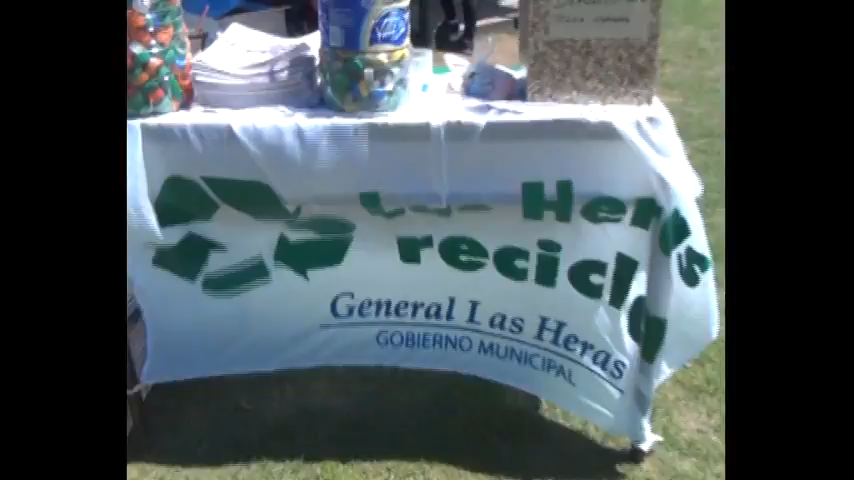 Las Heras
recicla
General Las Heras
GOBIERNO MUNICIPAL